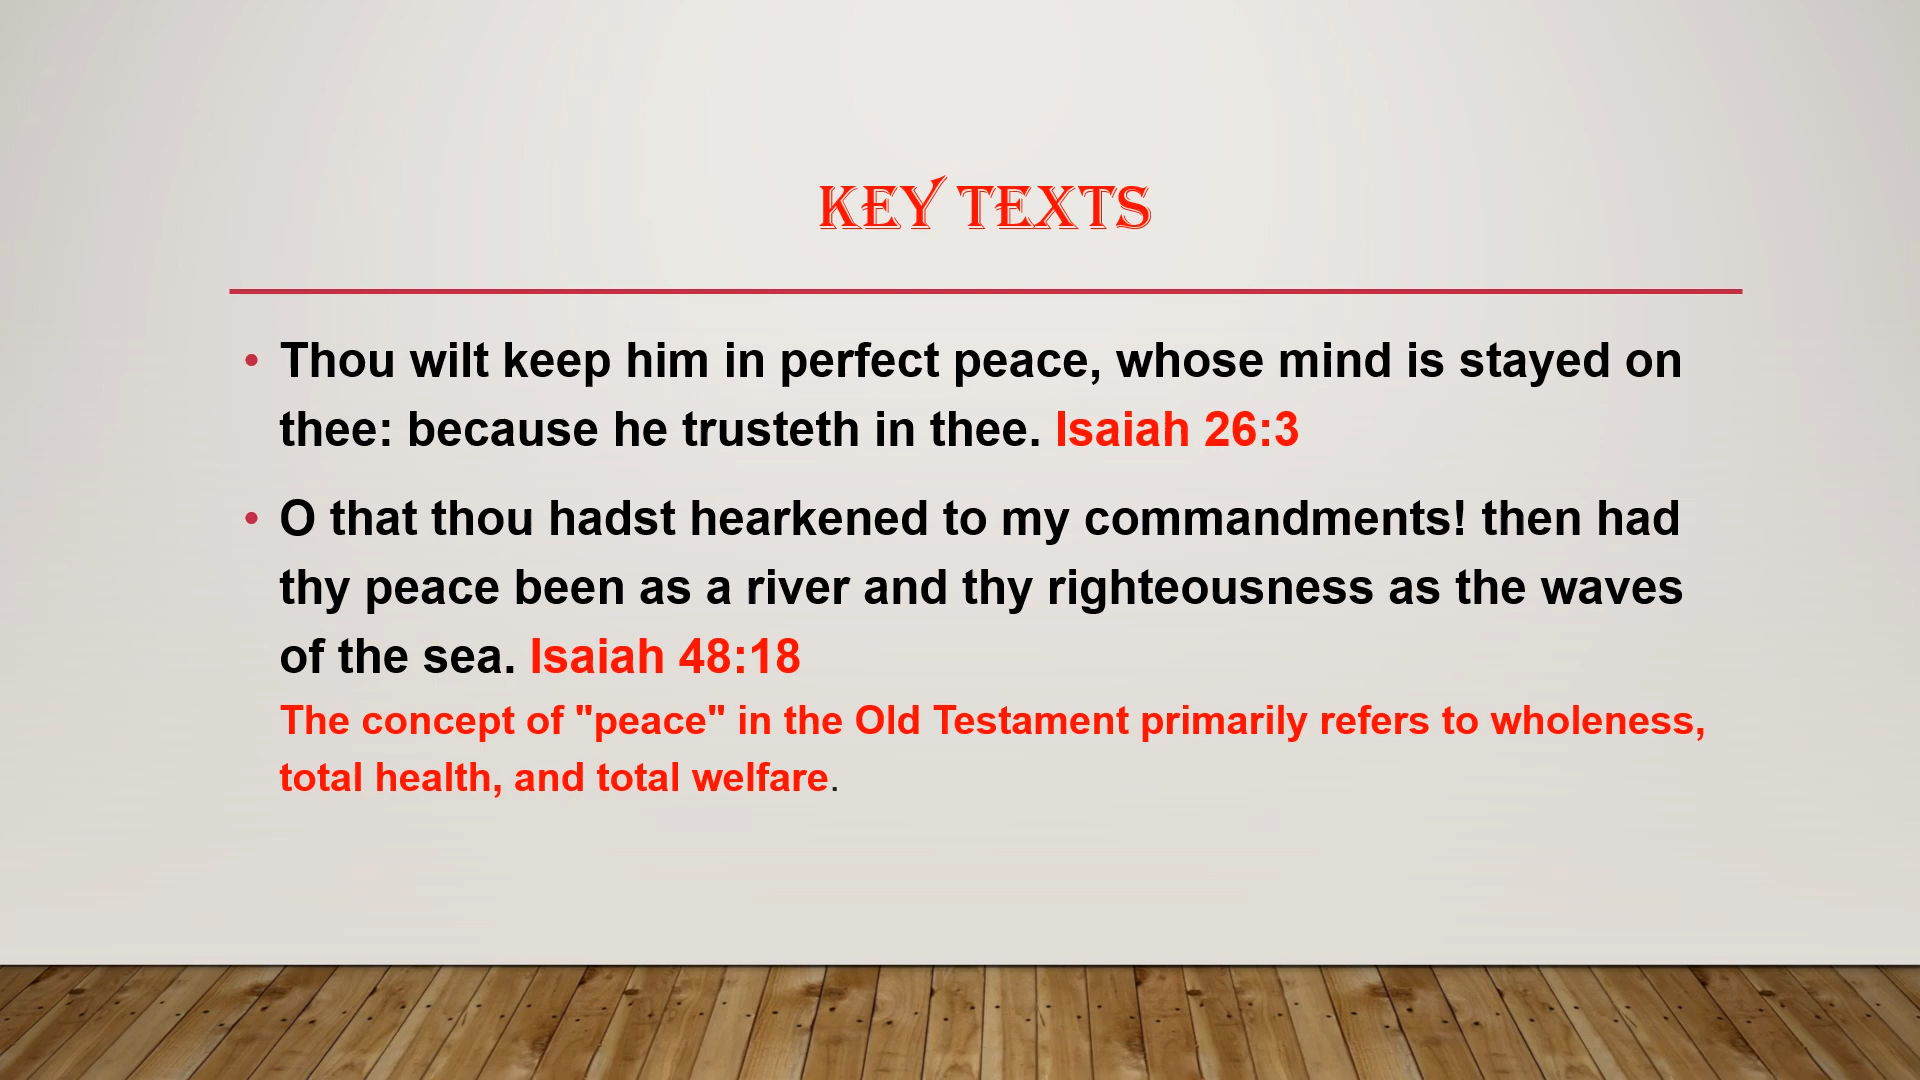 KEY TEXTS
• Thou wilt keep him in perfect peace, whose mind is stayed on
thee: because he trusteth in thee. Isaiah 26:3
• O that thou hadst hearkened to my commandments! then had
thy peace been as a river and thy righteousness as the waves
of the sea. Isaiah 48:18
The concept of "peace" in the Old Testament primarily refers to wholeness,
total health, and total welfare.